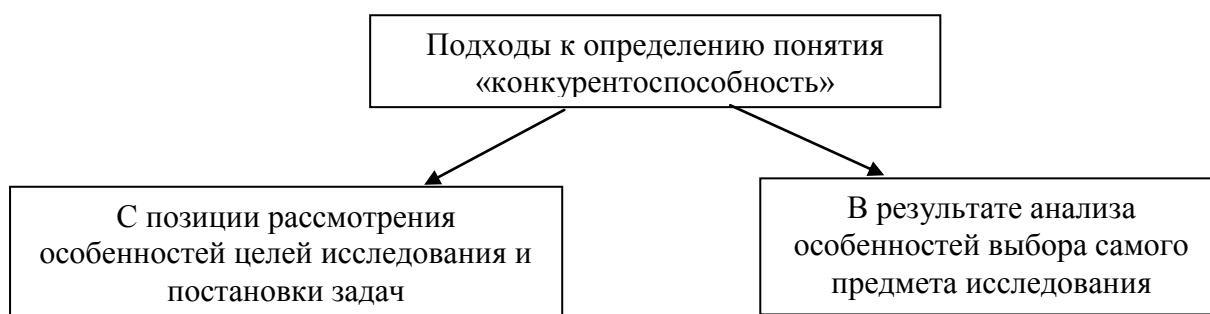 Подходы к определению понятия
«конкурентоспособность»
С позиции рассмотрения
особенностей целей исследования и
постановки задач
В результате анализа
особенностей выбора самого
предмета исследования